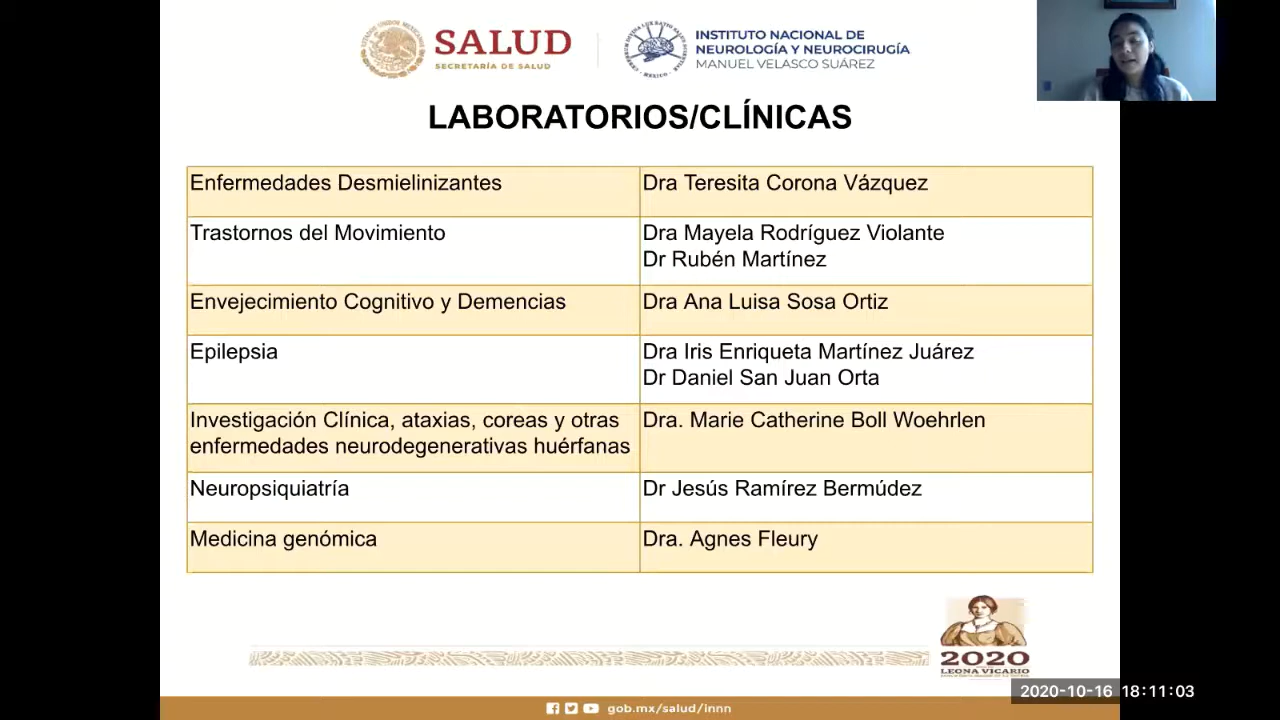 SALUD
SECRETARÍA DE SALUD
INSTITUTO NACIONAL DE
NEUROLOGÍA Y NEUROCIRUGÍA
MANUEL VELASCO SUÁREZ
LABORATORIOS/CLÍNICAS
Enfermedades Desmielinizantes
Dra Teresita Corona Vázquez
Trastornos del Movimiento
Dra Mayela Rodríguez Violante
Dr Rubén Martínez
Envejecimiento Cognitivo y Demencias
Dra Ana Luisa Sosa Ortiz
Epilepsia
Dra Iris Enriqueta Martínez Juárez
Dr Daniel San Juan Orta
Investigación Clínica, ataxias, coreas y otras
enfermedades neurodegenerativas huérfanas
Dra. Marie Catherine Boll Woehrlen
Neuropsiquiatría
Dr Jesús Ramírez Bermúdez
Medicina genómica
Dra. Agnes Fleury
2020
LEONA VICARIO
2020-10-16 18:11:03
gob.mx/salud/innn